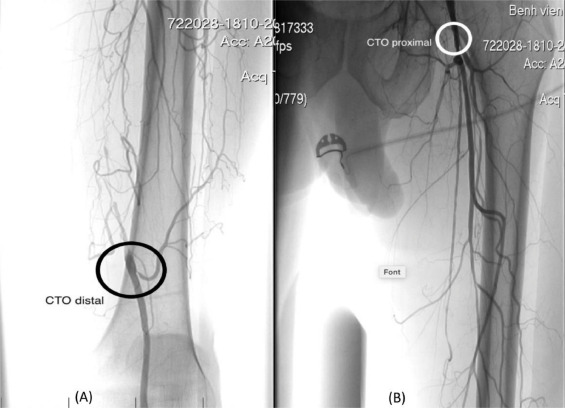 722028-1810-2
Acc: A2
Acq
CTO distal
(A)
817333
fps
0/779)
Benh vien
CTO proximal
722028-1810-2
Acc: A2
Acq
Font
(B)